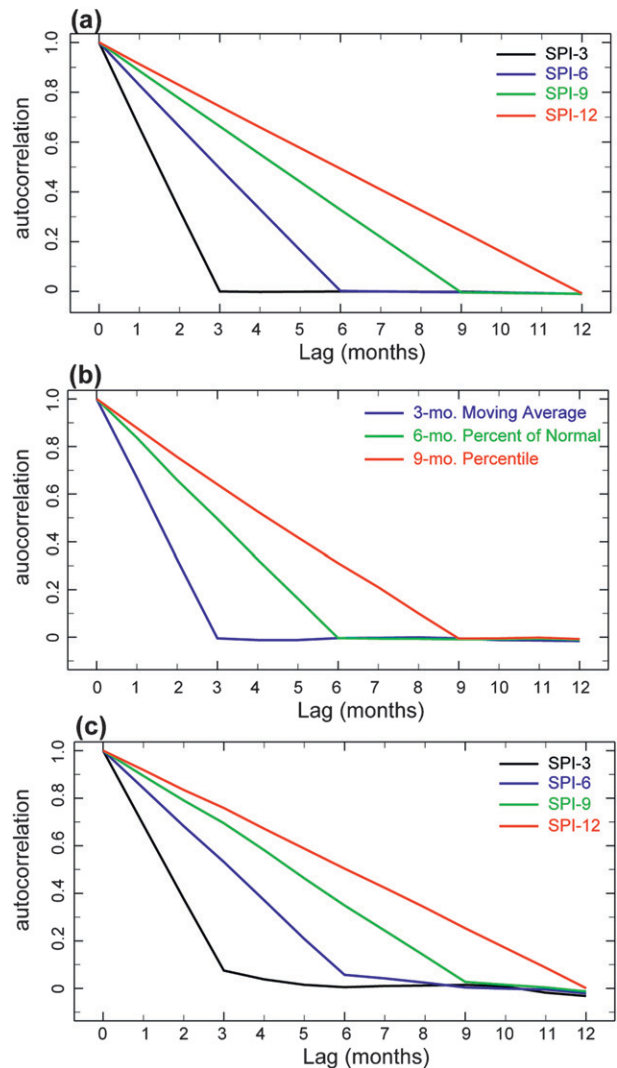 (a)
1.0
0.8
0.6
0.4
0.2
0
autocorrelation
SPI-3
SPI-6
SPI-9
SPI-12
0 1 2 3 4 5 6 7 8 9 10 11 12
Lag (months)
(b)
1.0
0.8
0.6
0.4
0.2
0
auocorrelation
3-mo. Moving Average
6-mo. Percent of Normal
9-mo. Percentile
0 1 2 3 4 5 6 7 8 9 10 11 12
Lag (months)
(c)
1.0
0.8
0.6
0.4
0.2
0
autocorrelation
SPI-3
SPI-6
SPI-9
SPI-12
0 1 2 3 4 5 6 7 8 9 10 11 12
Lag (months)